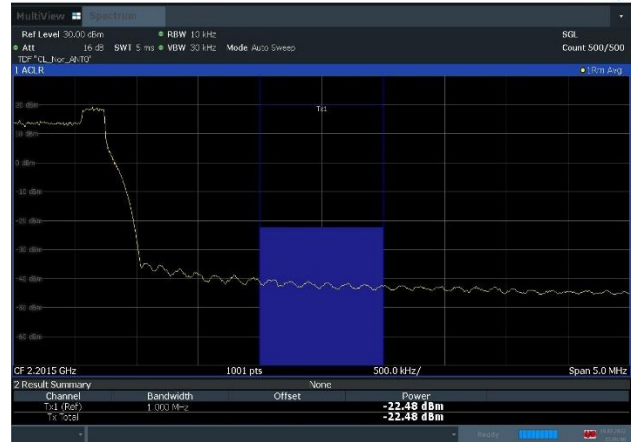 MultiView Spectrum
Ref Level 30.00 dBm RBW 10 kHz SGL
Att 16 dB SWT 5 ms VBW 30 kHz Mode Auto Sweep Count 500/500
TDF "CL_Nor_ANT0"
1 ACLR 1Rm Avg
Tx1
20 dBm
10 dBm
0 dBm
-10 dBm
-20 dBm
-30 dBm
-40 dBm
-50 dBm
-60 dBm
CF 2.2015 GHz 1001 pts 500.0 kHz/ Span 5.0 MHz
2 Result Summary None
Channel Bandwidth Offset Power
Tx1 (Ref) 1.000 MHz -22.48 dBm
Tx Total -22.48 dBm
Ready